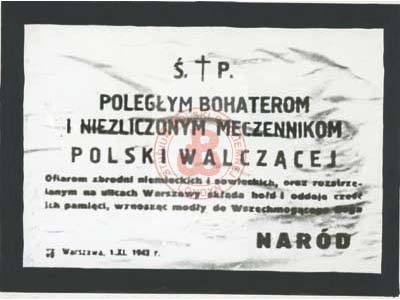 Ś. † P.
POLEGŁYM BOHATEROM
I NIEZLICZONYM MĘCZENNIKOM
POLSKI WALCZĄCEJ
Ofiarom zbrodni niemieckich i sowieckich, oraz rozstrze-
lanym na ulicach Warszawy składa hołd i oddaje cześć
ich pamięci, wznosząc modły do Wszechmogącego Boga
NARÓD
Warszawa, 1.XI. 1943 r.